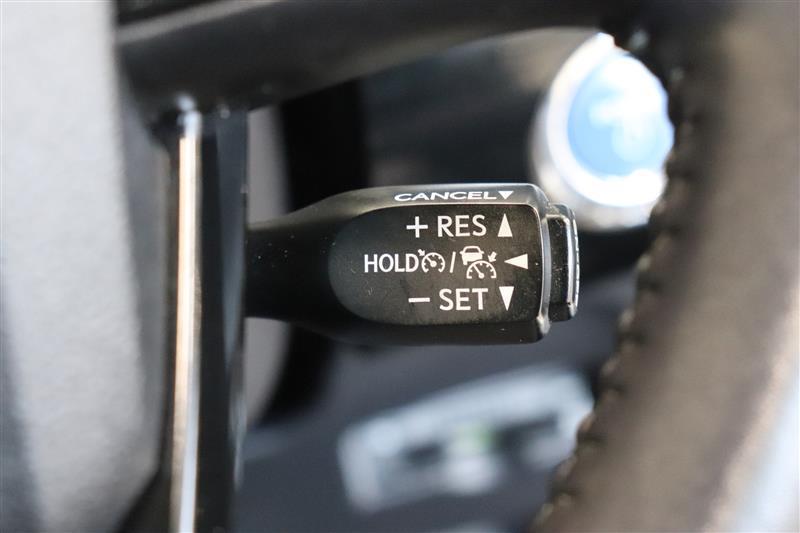 CANCEL▼
+ RES ▲
HOLD / ◀
− SET ▼